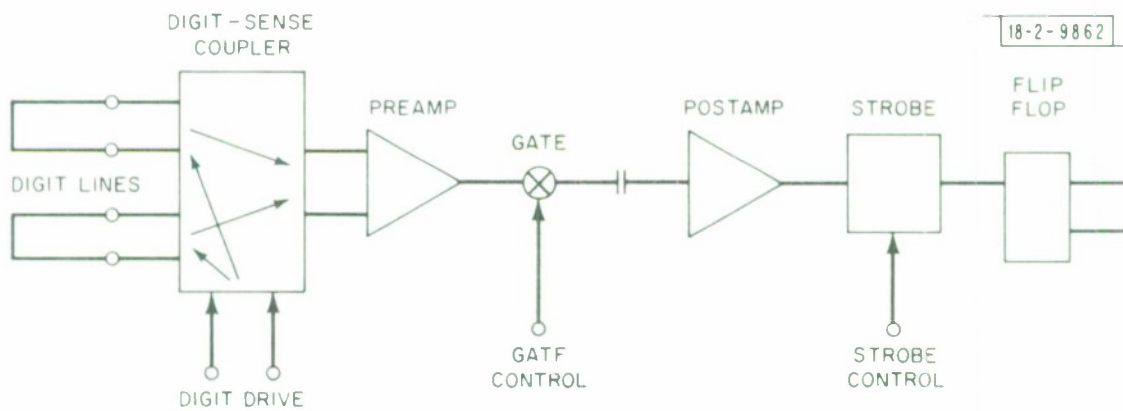 DIGIT-SENSE
COUPLER
18-2-9862
FLIP
FLOP
PREAMP
POSTAMP
STROBE
GATE
DIGIT LINES
GATF
CONTROL
STROBE
CONTROL
DIGIT DRIVE